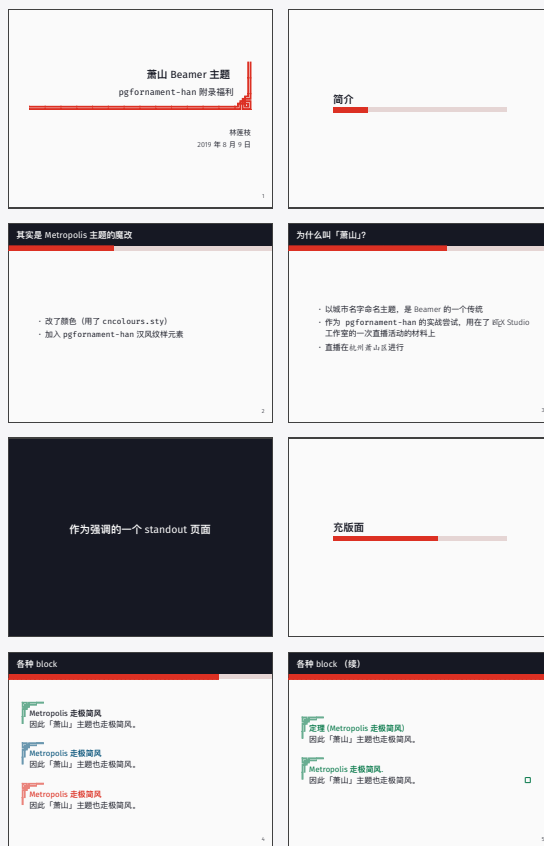 萧山 Beamer 主题
pgfornament-han 附录福利
林莲枝
2019 年 8 月 9 日
1
简介
其实是 Metropolis 主题的魔改
· 改了颜色（用了 cncolours.sty）
· 加入 pgfornament-han 汉风纹样元素
2
为什么叫「萧山」?
· 以城市名字命名主题，是 Beamer 的一个传统
· 作为 pgfornament-han 的实战尝试，用在了 Studio
工作室的一次直播活动的材料上
· 直播在杭州萧山区进行
3
作为强调的一个 standout 页面
充版面
各种 block
Metropolis 走极简风
因此「萧山」主题也走极简风。
Metropolis 走极简风
因此「萧山」主题也走极简风。
Metropolis 走极简风
因此「萧山」主题也走极简风。
4
各种 block （续）
定理 (Metropolis 走极简风)
因此「萧山」主题也走极简风。
Metropolis 走极简风.
因此「萧山」主题也走极简风。
5